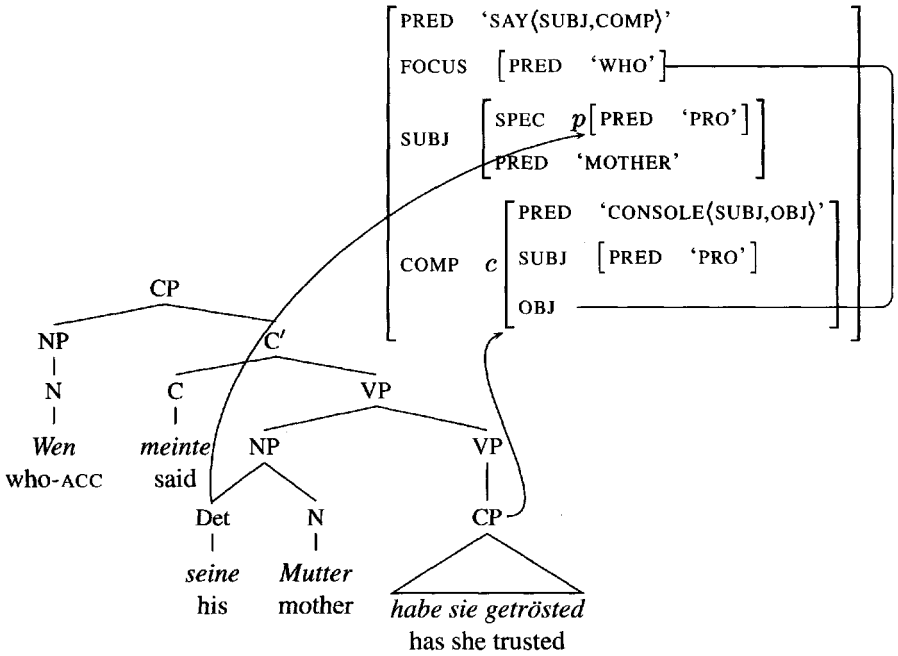 PRED ‘SAY⟨SUBJ,COMP⟩’
FOCUS [PRED ‘WHO’]
SUBJ [SPEC p[PRED ‘PRO’]
PRED ‘MOTHER’]
COMP c [PRED ‘CONSOLE⟨SUBJ,OBJ⟩’
SUBJ [PRED ‘PRO’]
OBJ]
CP
NP C′
N C VP
Wen meinte NP VP
who-ACC said
Det N CP
seine Mutter habe sie getrösted
his mother has she trusted